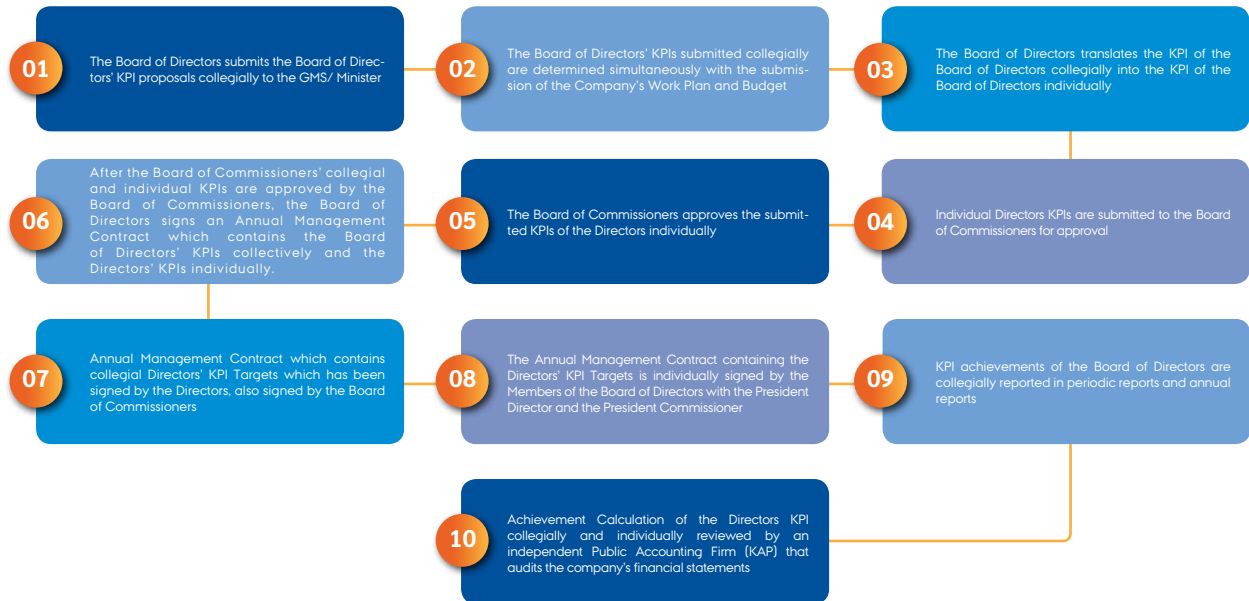 01
The Board of Directors submits the Board of Direc-
tors' KPI proposals collegially to the GMS/ Minister
02
The Board of Directors' KPIs submitted collegially
are determined simultaneously with the submis-
sion of the Company's Work Plan and Budget
03
The Board of Directors translates the KPI of the
Board of Directors collegially into the KPI of the
Board of Directors individually
04
Individual Directors KPIs are submitted to the Board
of Commissioners for approval
05
The Board of Commissioners approves the submit-
ted KPIs of the Directors individually
06
After the Board of Commissioners' collegial
and individual KPIs are approved by the
Board of Commissioners, the Board of
Directors signs an Annual Management
Contract which contains the Board
of Directors' KPIs collectively and the
Directors' KPIs individually.
07
Annual Management Contract which contains
collegial Directors' KPI Targets which has been
signed by the Directors, also signed by the Board
of Commissioners
08
The Annual Management Contract containing the
Directors' KPI Targets is individually signed by the
Members of the Board of Directors with the President
Director and the President Commissioner
09
KPI achievements of the Board of Directors are
collegially reported in periodic reports and annual
reports
10
Achievement Calculation of the Directors KPI
collegially and individually reviewed by an
independent Public Accounting Firm (KAP) that
audits the company's financial statements